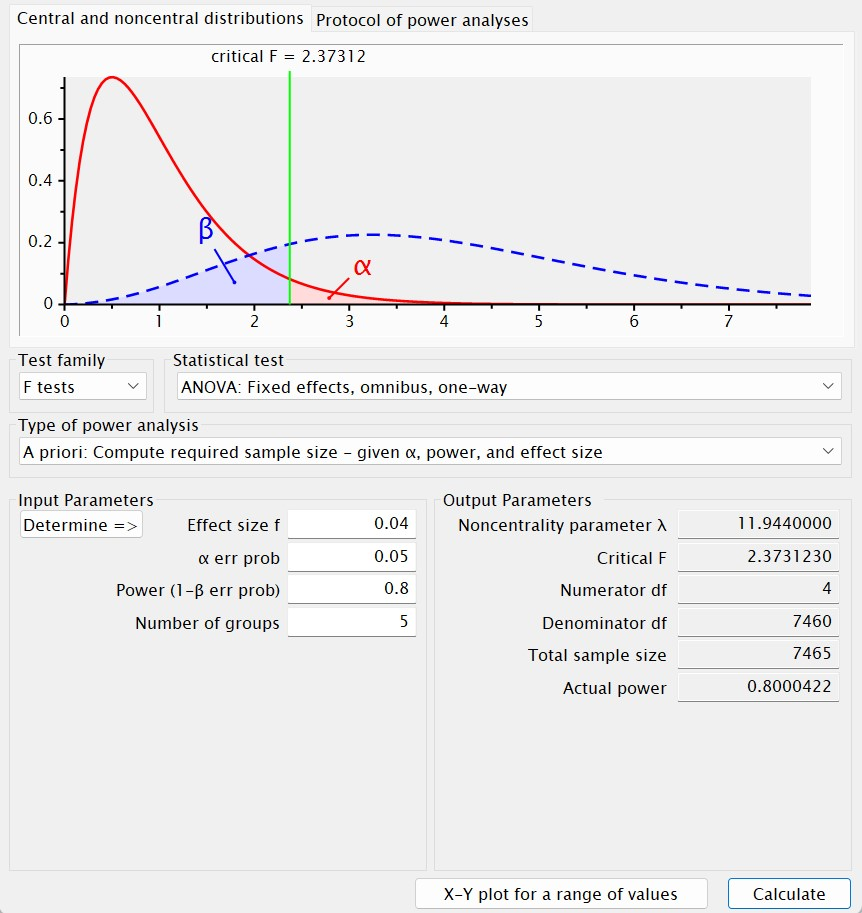 Central and noncentral distributions
Protocol of power analyses
critical F = 2.37312
0.6
0.4
0.2
0
β
α
0 1 2 3 4 5 6 7
Test family
Statistical test
F tests
ANOVA: Fixed effects, omnibus, one-way
Type of power analysis
A priori: Compute required sample size - given α, power, and effect size
Input Parameters
Determine =>
Effect size f 0.04
α err prob 0.05
Power (1-β err prob) 0.8
Number of groups 5
Output Parameters
Noncentrality parameter λ 11.9440000
Critical F 2.3731230
Numerator df 4
Denominator df 7460
Total sample size 7465
Actual power 0.8000422
X-Y plot for a range of values
Calculate